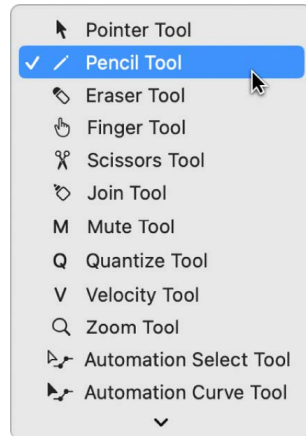 Pointer Tool
✓ Pencil Tool
Eraser Tool
Finger Tool
Scissors Tool
Join Tool
M Mute Tool
Q Quantize Tool
V Velocity Tool
Zoom Tool
Automation Select Tool
Automation Curve Tool